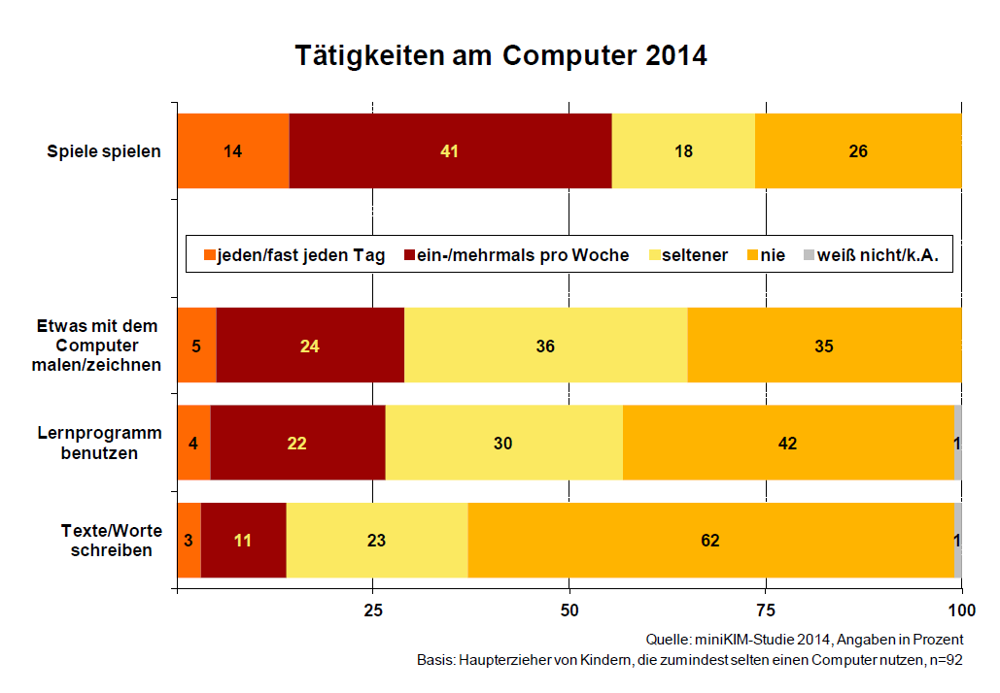 Tätigkeiten am Computer 2014
Spiele spielen
14 41 18 26
jeden/fast jeden Tag ein-/mehrmals pro Woche seltener nie weiß nicht/k.A.
Etwas mit dem
Computer
malen/zeichnen
5 24 36 35
Lernprogramm
benutzen
4 22 30 42 1
Texte/Worte
schreiben
3 11 23 62 1
25 50 75 100
Quelle: miniKIM-Studie 2014, Angaben in Prozent
Basis: Haupterzieher von Kindern, die zumindest selten einen Computer nutzen, n=92